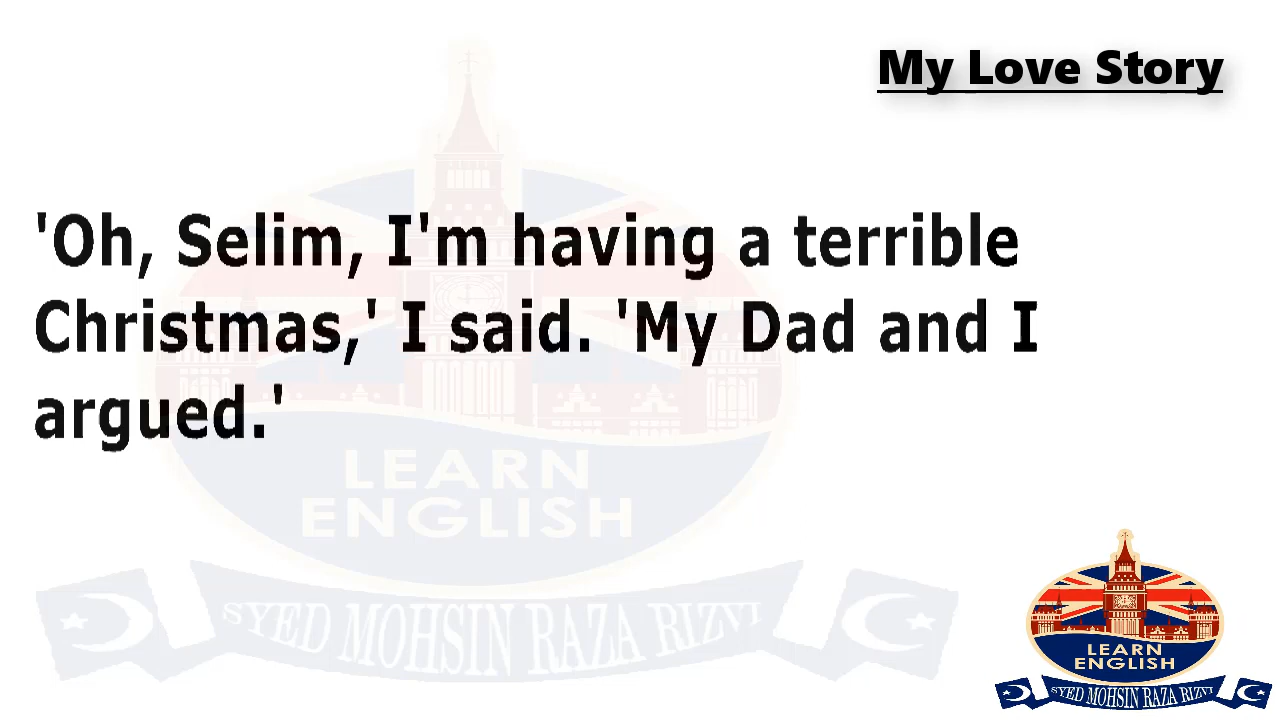 My Love Story
'Oh, Selim, I'm having a terrible
Christmas,' I said. 'My Dad and I
argued.'
LEARN
ENGLISH
SYED MOHSIN RAZA RIZVI
LEARN
ENGLISH
SYED MOHSIN RAZA RIZVI